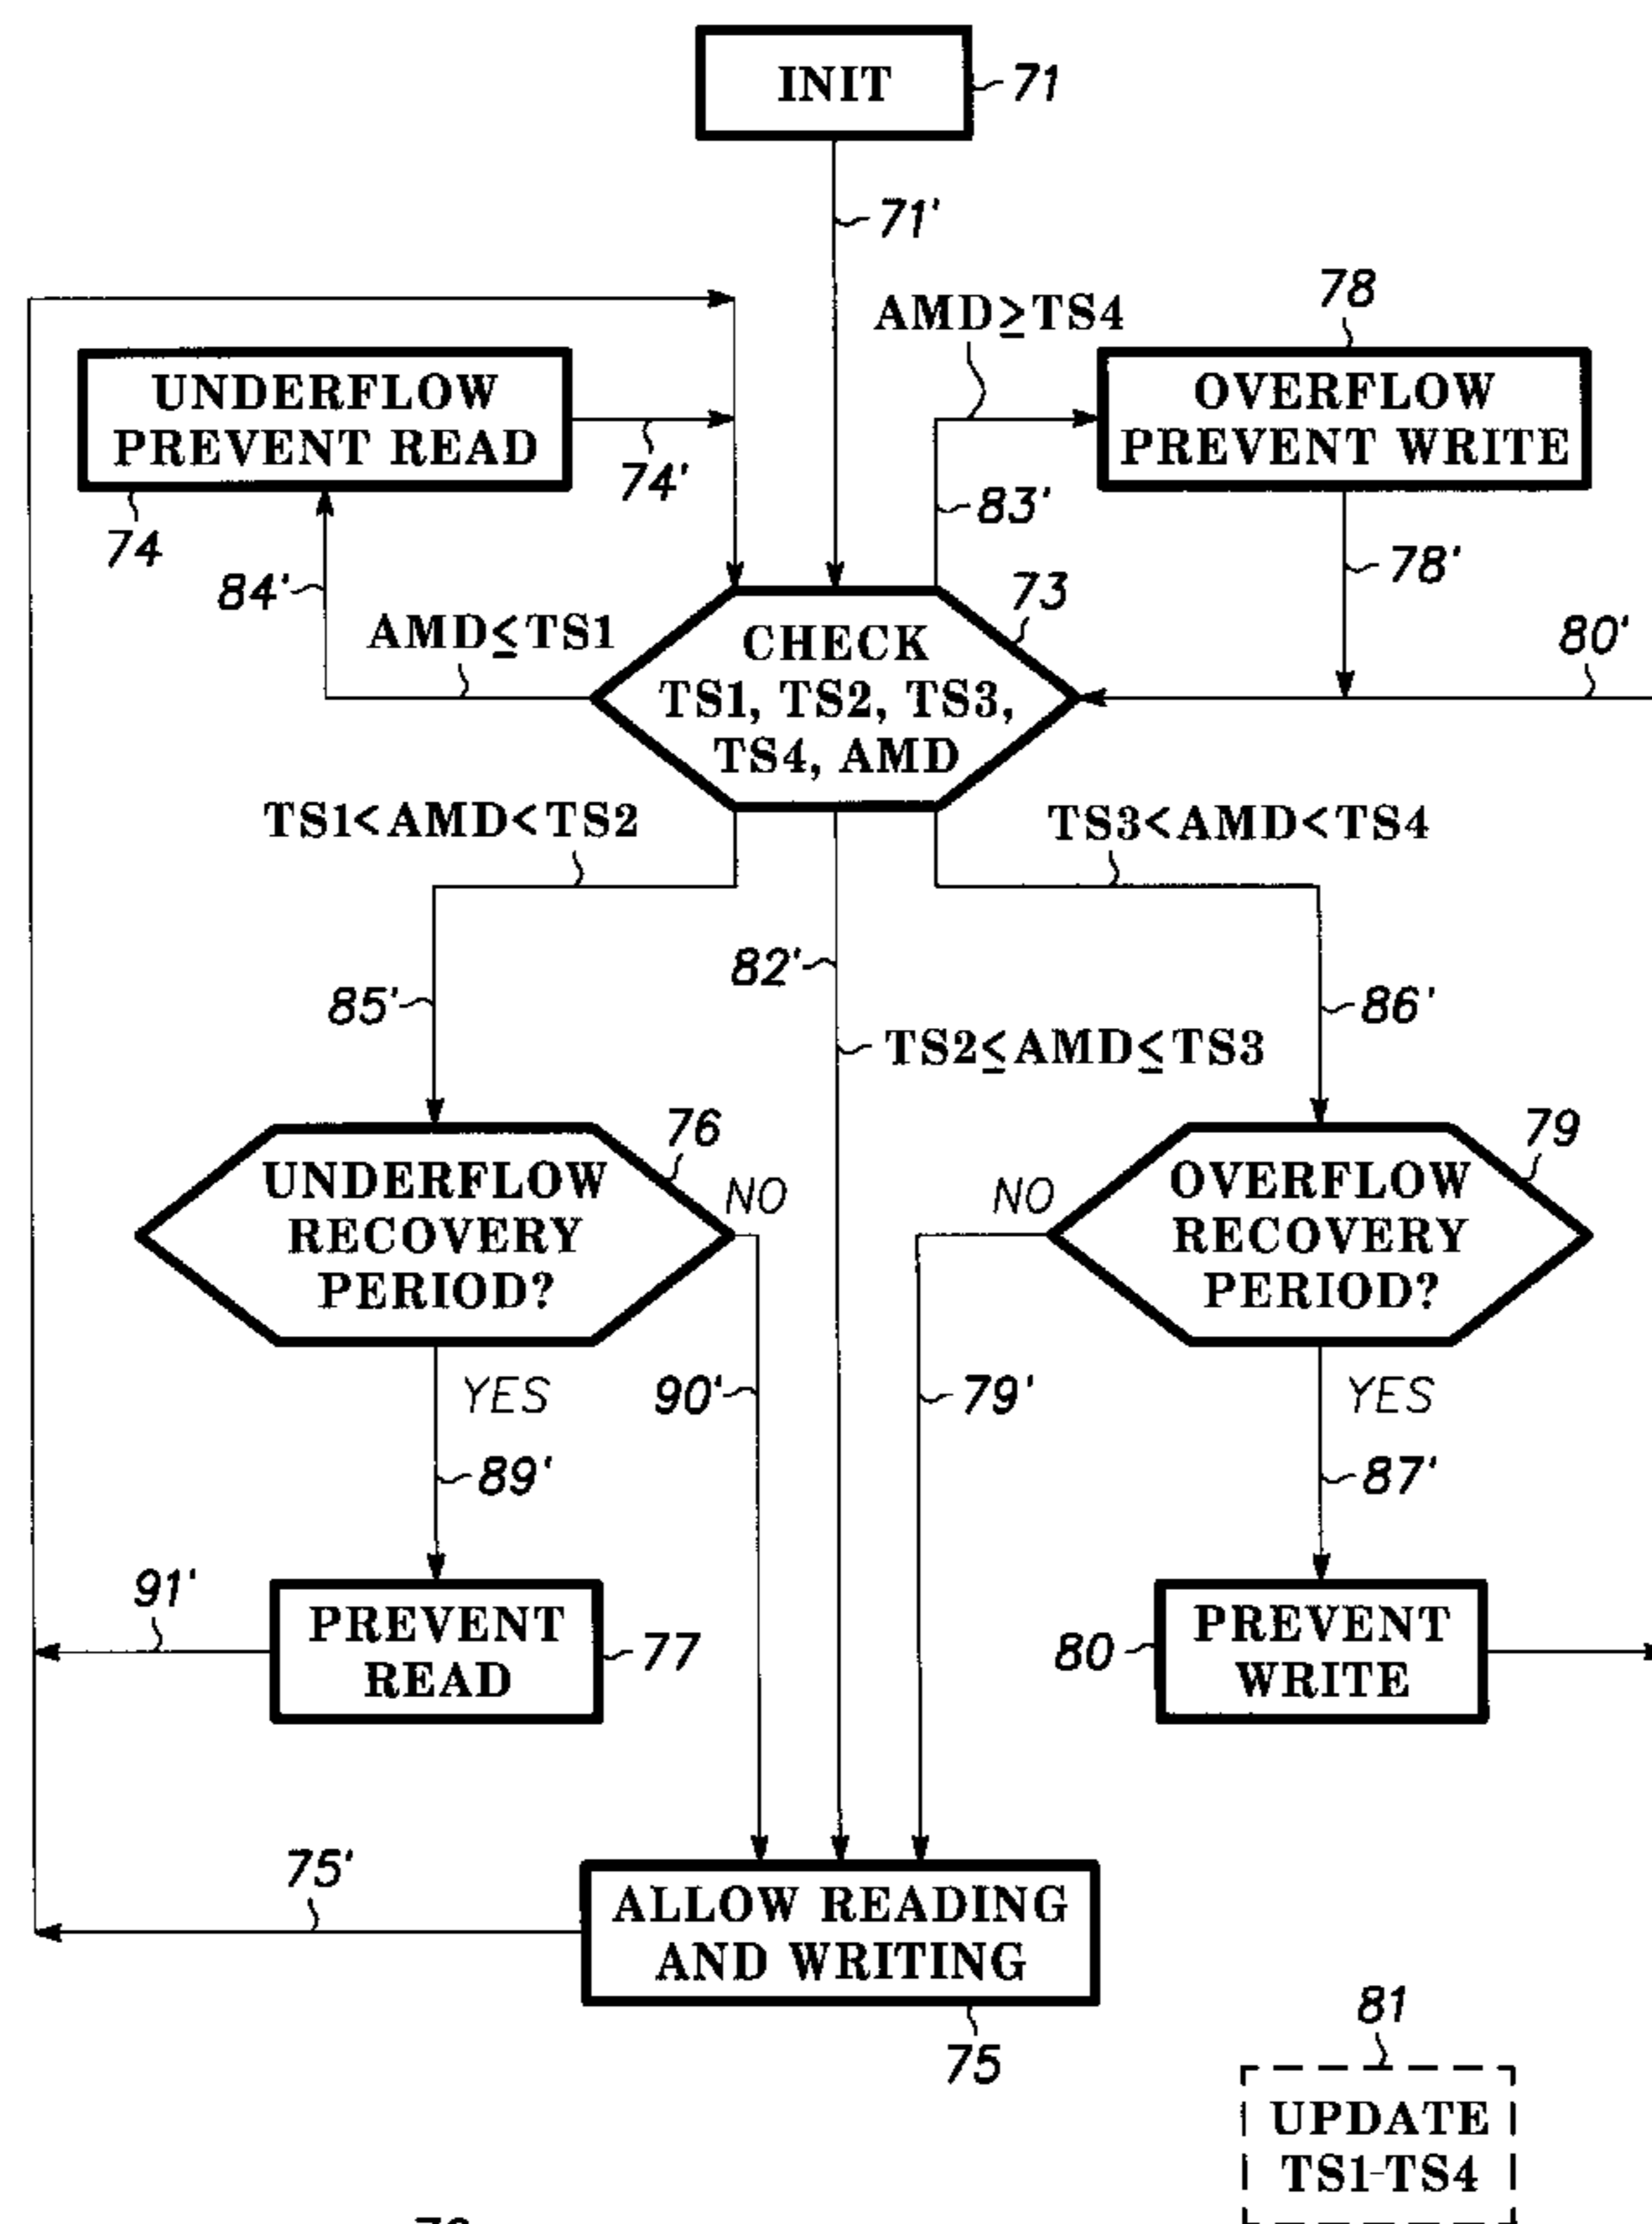 INIT
71
71'
78
AMD≥TS4
UNDERFLOW
PREVENT READ
OVERFLOW
PREVENT WRITE
74'
83'
74
78'
84'
73
80'
AMD≤TS1
CHECK
TS1, TS2, TS3,
TS4, AMD
TS1<AMD<TS2
TS3<AMD<TS4
82'
85'
86'
TS2≤AMD≤TS3
76
79
UNDERFLOW
RECOVERY
PERIOD?
NO
NO
OVERFLOW
RECOVERY
PERIOD?
YES
90'
79'
YES
89'
87'
91'
PREVENT
READ
77
80
PREVENT
WRITE
75'
ALLOW READING
AND WRITING
75
81
UPDATE
TS1-TS4